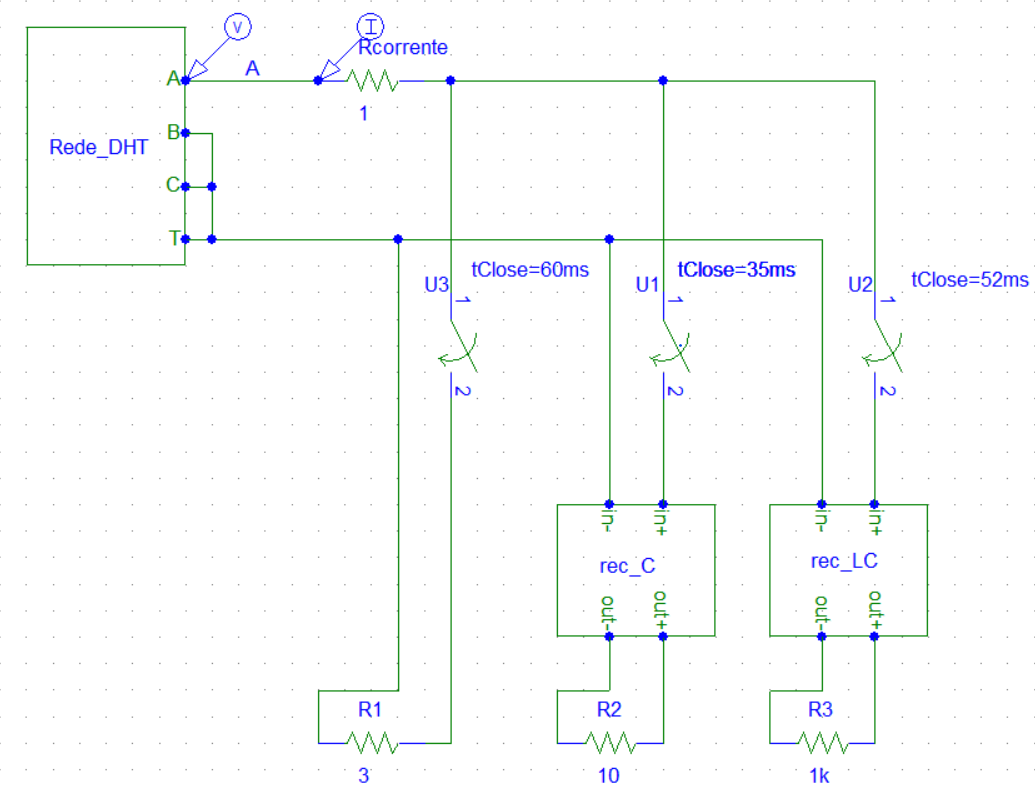 V
I
Rcorrente
A
A
1
B
Rede_DHT
C
T
tClose=60ms
tClose=35ms
tClose=52ms
U3
U1
U2
1
1
1
2
2
2
in-
in+
in-
in+
rec_C
rec_LC
out-
out+
out-
out+
R1
R2
R3
3
10
1k